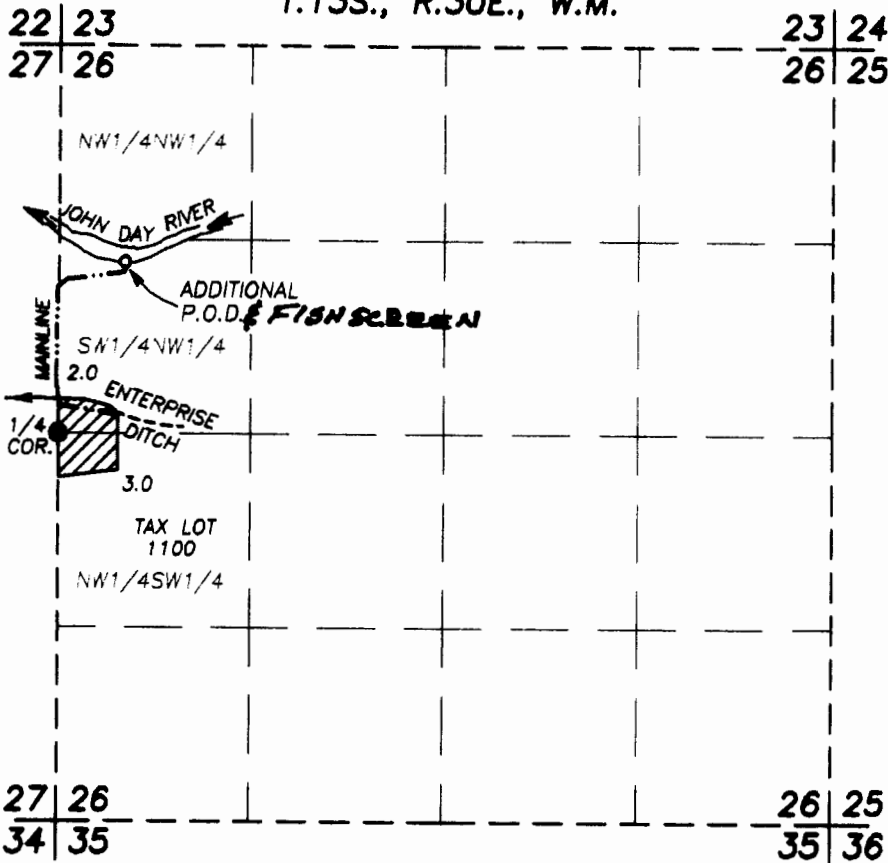 T.13S., R.30E., W.M.
22 23
27 26
23 24
26 25
NW1/4NW1/4
JOHN DAY RIVER
ADDITIONAL
P.O.D. & FISH SCREEN
MAINLINE
SW1/4NW1/4
2.0
ENTERPRISE
DITCH
1/4
COR.
3.0
TAX LOT
1100
NW1/4SW1/4
27 26
34 35
26 25
35 36